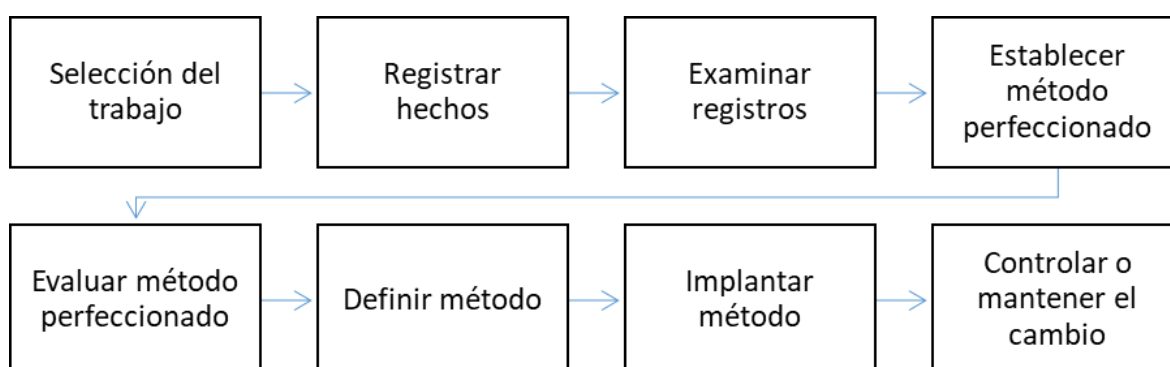 Selección del
trabajo
Registrar
hechos
Examinar
registros
Establecer
método
perfeccionado
Evaluar método
perfeccionado
Definir método
Implantar
método
Controlar o
mantener el
cambio